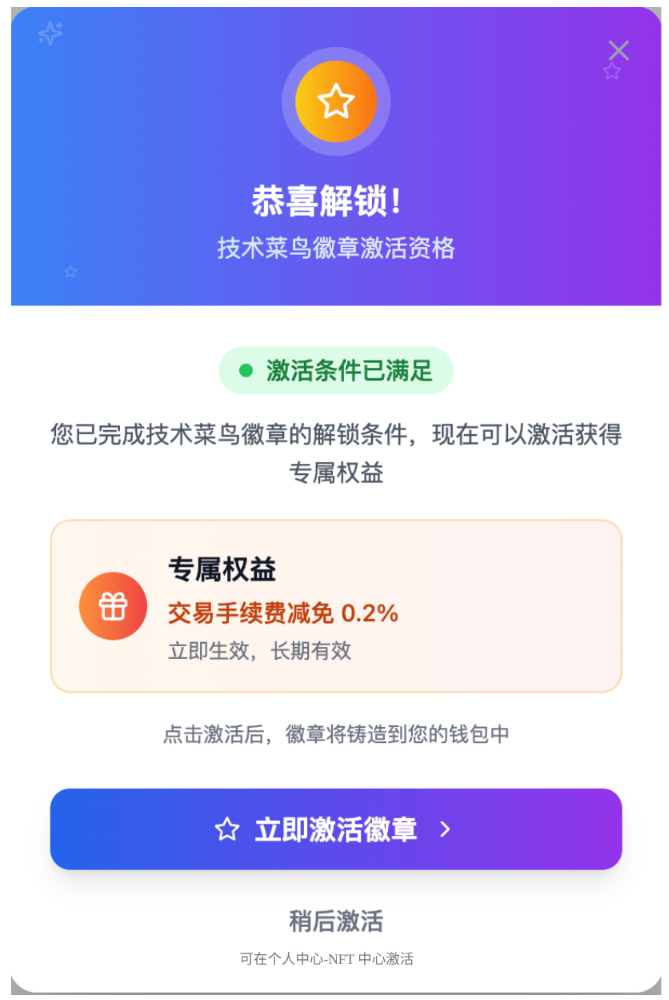 恭喜解锁！
技术菜鸟徽章激活资格
激活条件已满足
您已完成技术菜鸟徽章的解锁条件，现在可以激活获得
专属权益
专属权益
交易手续费减免 0.2%
立即生效，长期有效
点击激活后，徽章将铸造到您的钱包中
立即激活徽章
稍后激活
可在个人中心-NFT 中心激活